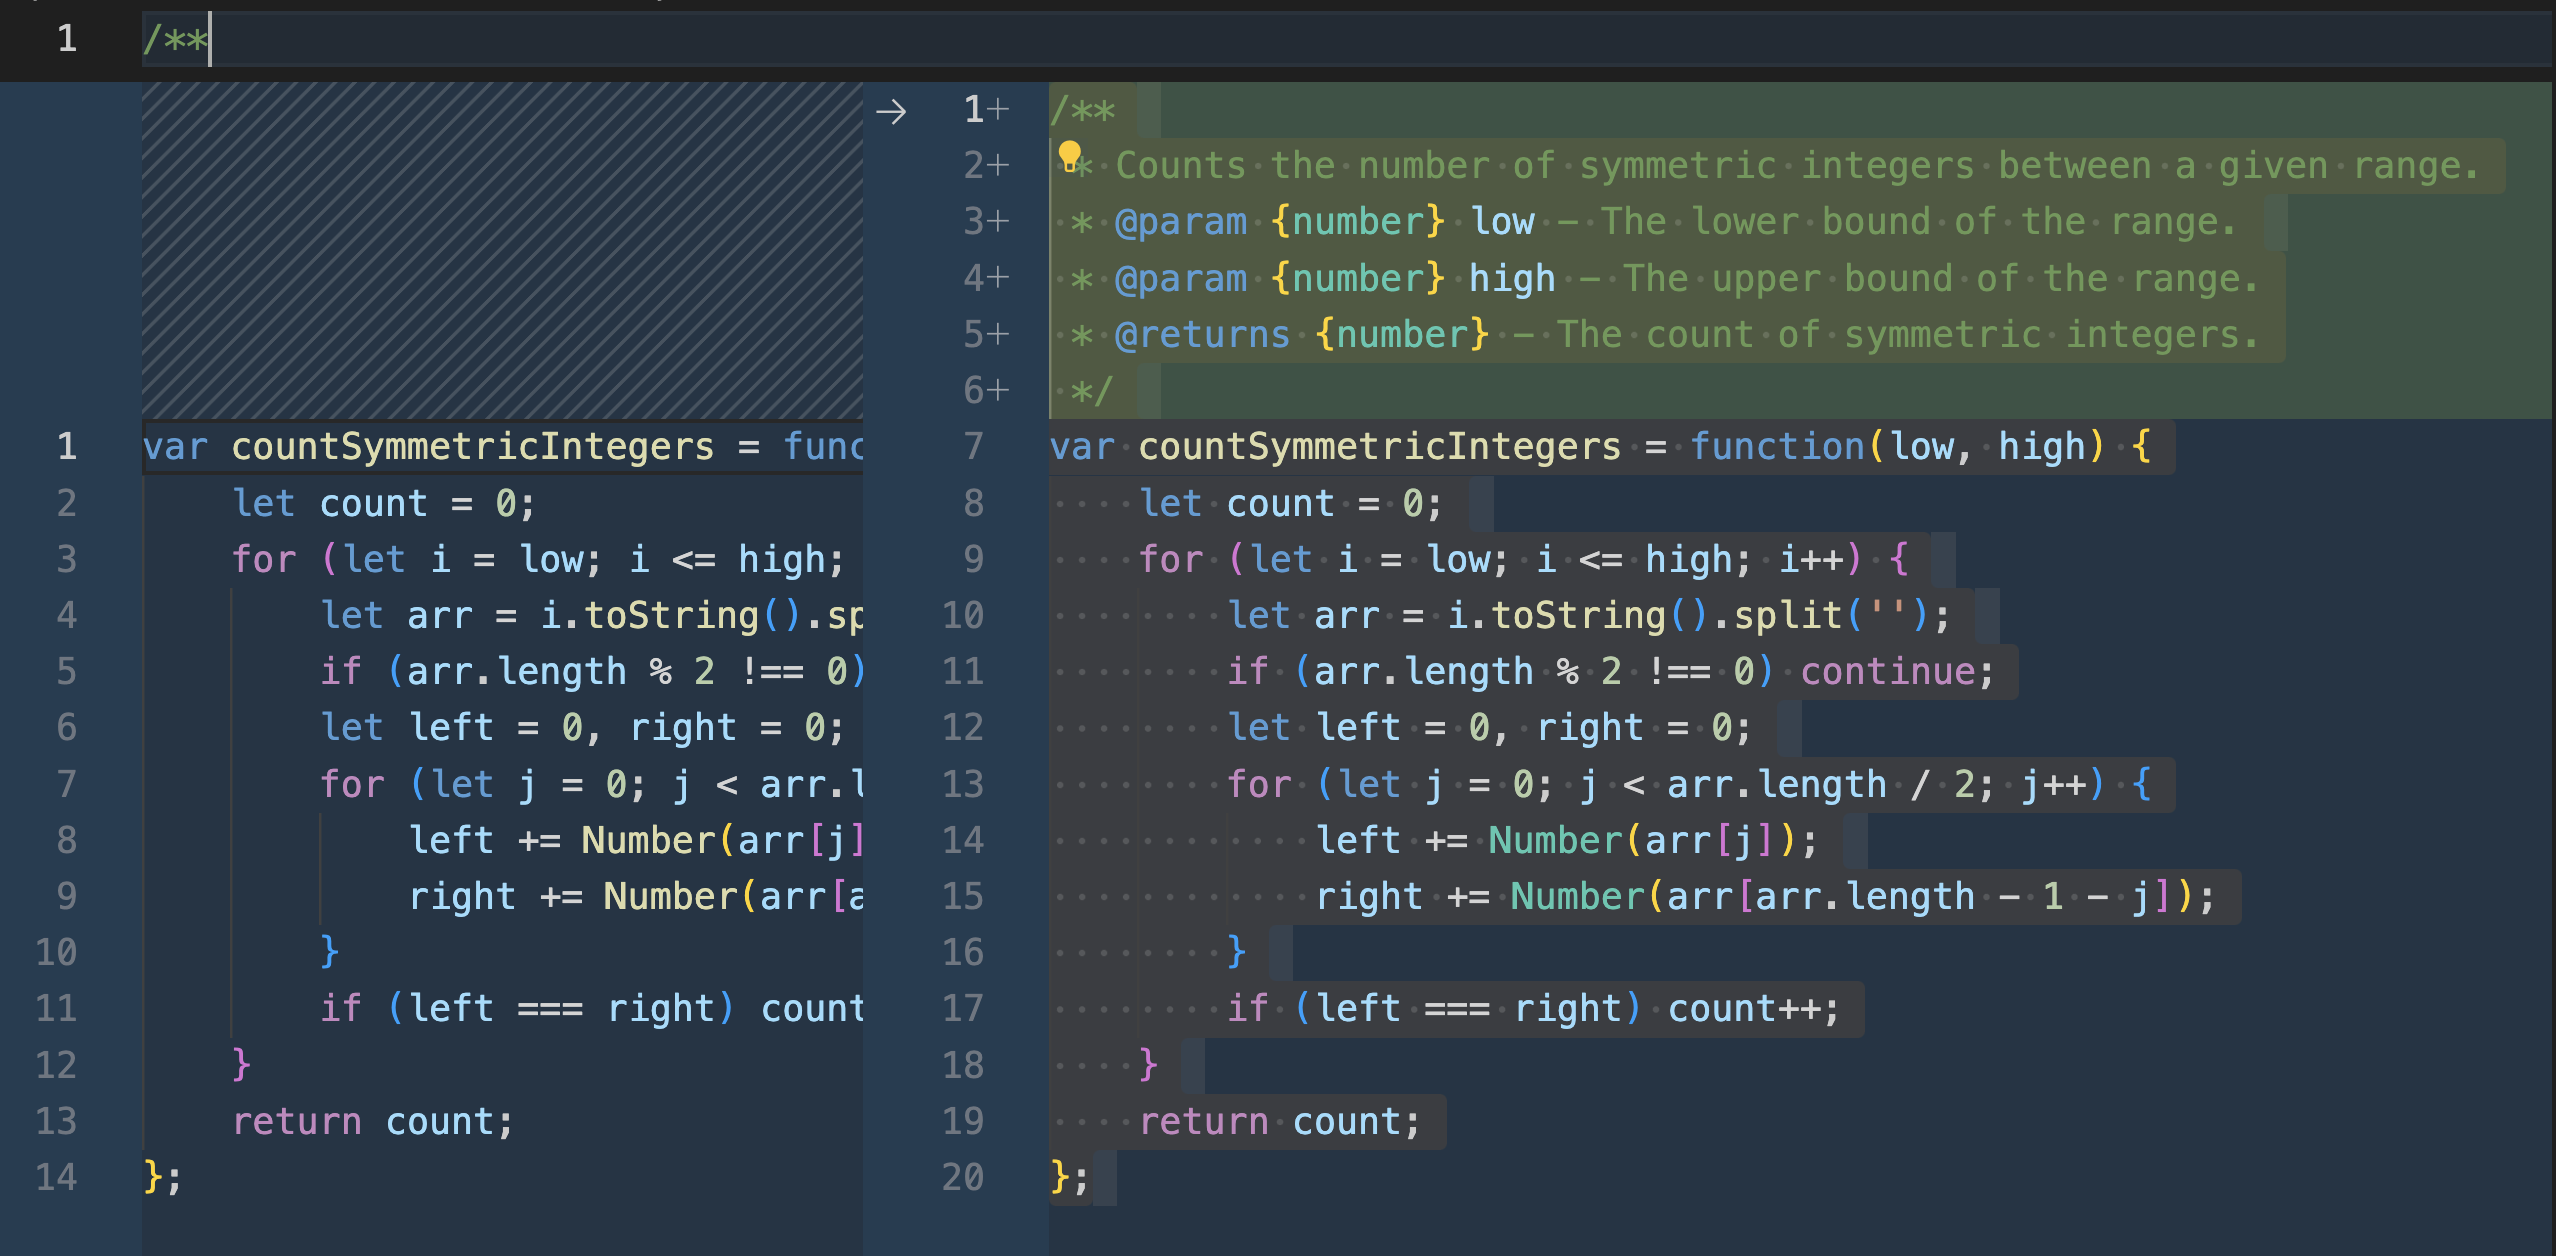 1 /**
1 var countSymmetricIntegers = func
2 let count = 0;
3 for (let i = low; i <= high;
4 let arr = i.toString().sp
5 if (arr.length % 2 !== 0)
6 let left = 0, right = 0;
7 for (let j = 0; j < arr.l
8 left += Number(arr[j]
9 right += Number(arr[a
10 }
11 if (left === right) count
12 }
13 return count;
14 };
1+ /**
2+ * Counts the number of symmetric integers between a given range.
3+ * @param {number} low - The lower bound of the range.
4+ * @param {number} high - The upper bound of the range.
5+ * @returns {number} - The count of symmetric integers.
6+ */
7 var countSymmetricIntegers = function(low, high) {
8 let count = 0;
9 for (let i = low; i <= high; i++) {
10 let arr = i.toString().split('');
11 if (arr.length % 2 !== 0) continue;
12 let left = 0, right = 0;
13 for (let j = 0; j < arr.length / 2; j++) {
14 left += Number(arr[j]);
15 right += Number(arr[arr.length - 1 - j]);
16 }
17 if (left === right) count++;
18 }
19 return count;
20 };